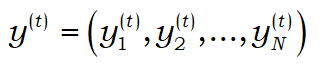 y^{(t)} = (y_1^{(t)}, y_2^{(t)}, ..., y_N^{(t)})